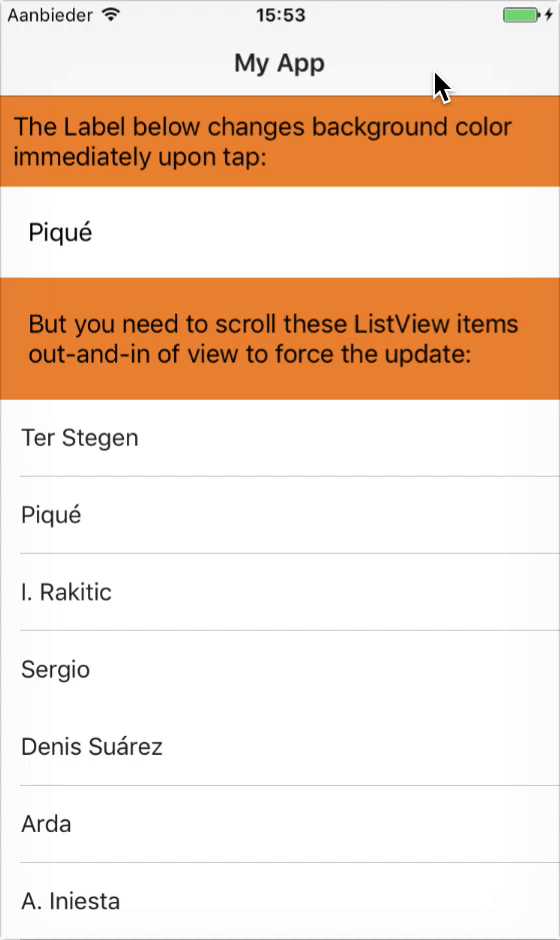 Aanbieder 15:53
My App
The Label below changes background color
immediately upon tap:
Piqué
But you need to scroll these ListView items
out-and-in of view to force the update:
Ter Stegen
Piqué
I. Rakitic
Sergio
Denis Suárez
Arda
A. Iniesta